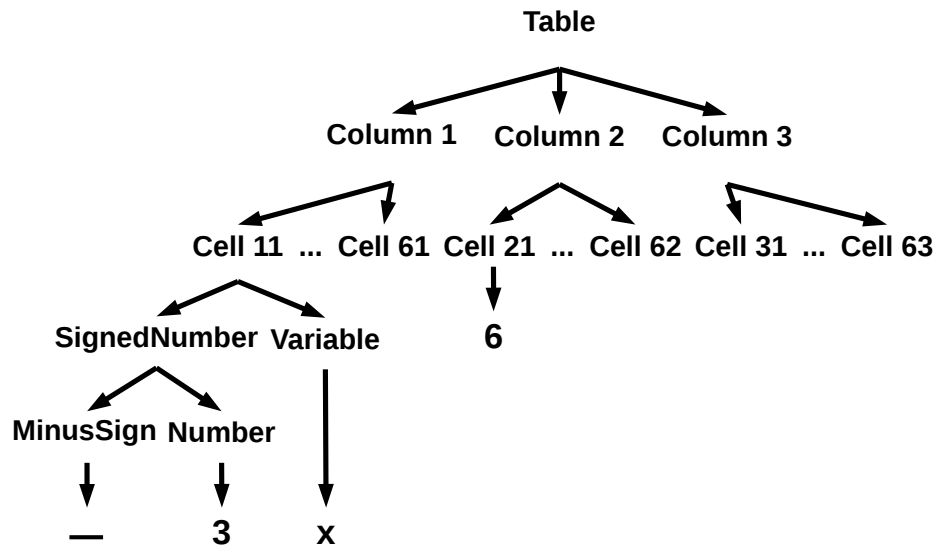 Table
Column 1 Column 2 Column 3
Cell 11 ... Cell 61 Cell 21 ... Cell 62 Cell 31 ... Cell 63
SignedNumber Variable 6
MinusSign Number
— 3 x